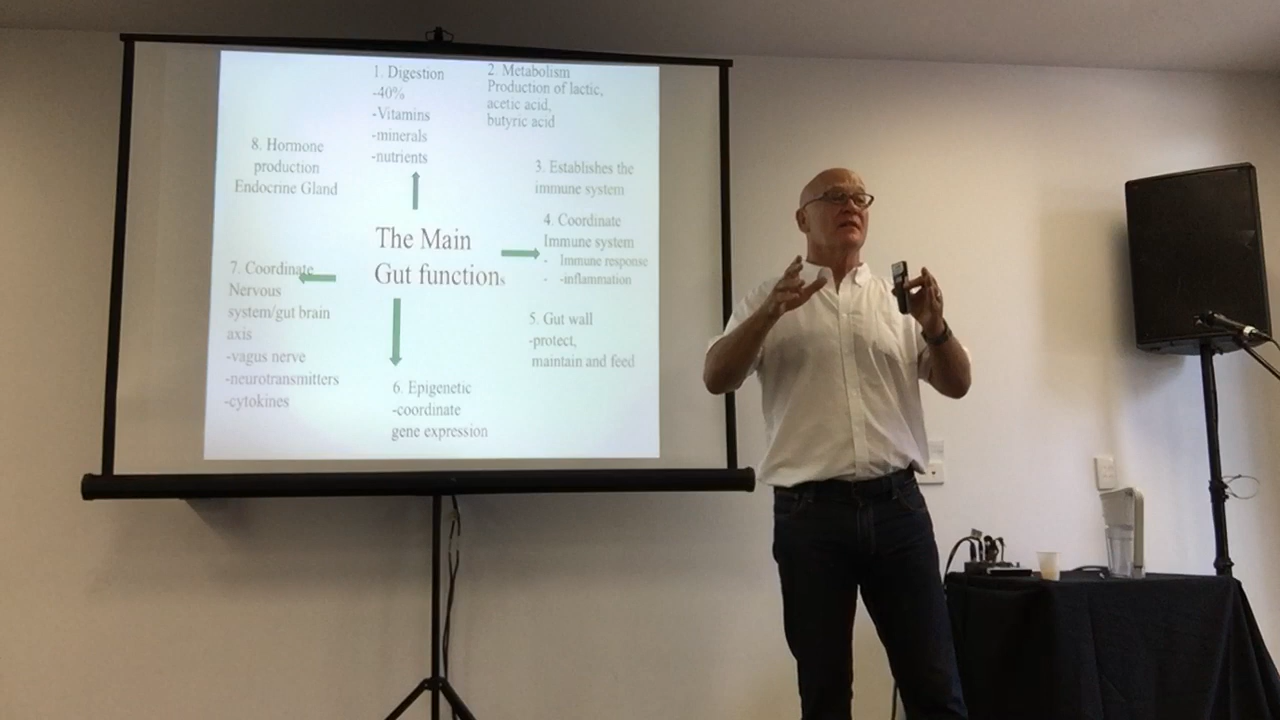 1. Digestion
-40%
-Vitamins
-minerals
-nutrients
2. Metabolism
Production of lactic,
acetic acid,
butyric acid
3. Establishes the
immune system
4. Coordinate
Immune system
- Immune response
- -inflammation
5. Gut wall
-protect,
maintain and feed
6. Epigenetic
-coordinate
gene expression
7. Coordinate
Nervous
system/gut brain
axis
-vagus nerve
-neurotransmitters
-cytokines
8. Hormone
production
Endocrine Gland
The Main
Gut functions